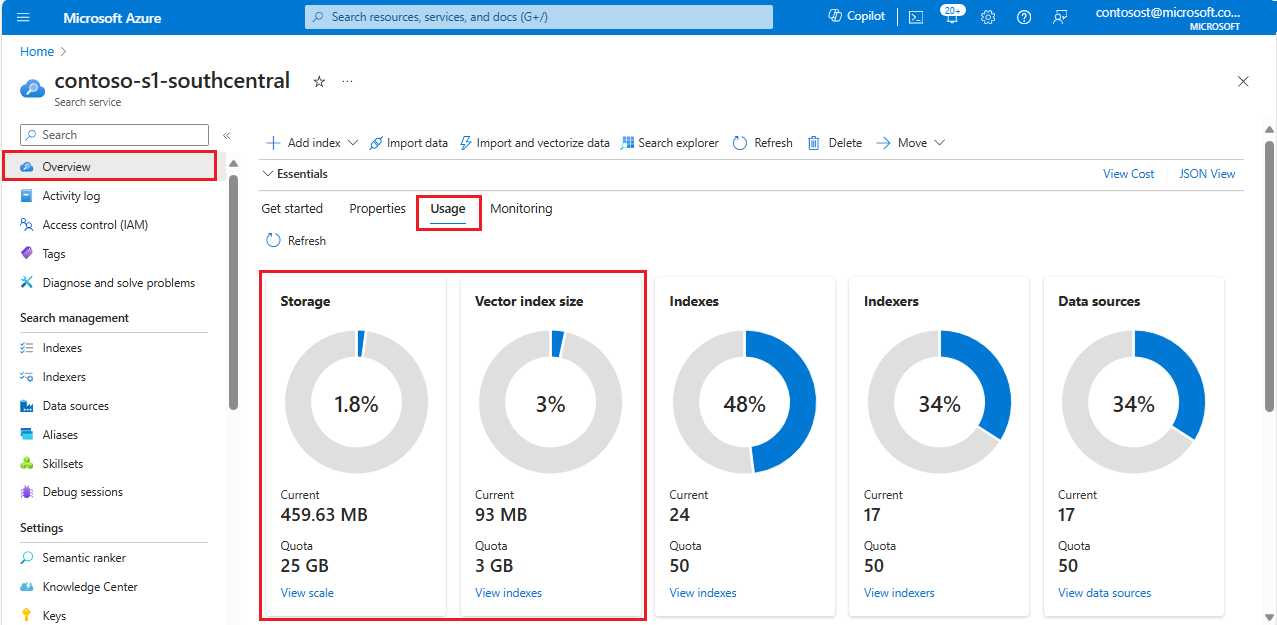 Microsoft Azure
Search resources, services, and docs (G+/)
Copilot
20+
contosost@microsoft.co...
MICROSOFT
Home
contoso-s1-southcentral
Search service
Search
Overview
Activity log
Access control (IAM)
Tags
Diagnose and solve problems
Search management
Indexes
Indexers
Data sources
Aliases
Skillsets
Debug sessions
Settings
Semantic ranker
Knowledge Center
Keys
Add index
Import data
Import and vectorize data
Search explorer
Refresh
Delete
Move
Essentials
View Cost
JSON View
Get started
Properties
Usage
Monitoring
Refresh
Storage
1.8%
Current
459.63 MB
Quota
25 GB
View scale
Vector index size
3%
Current
93 MB
Quota
3 GB
View indexes
Indexes
48%
Current
24
Quota
50
View indexes
Indexers
34%
Current
17
Quota
50
View indexers
Data sources
34%
Current
17
Quota
50
View data sources